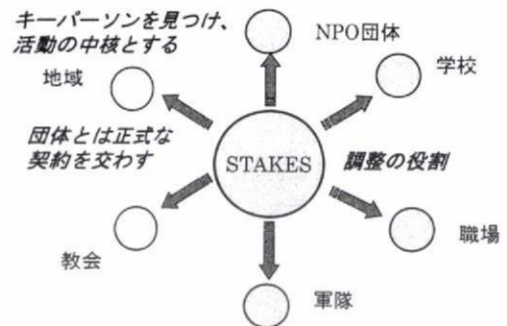 キーパーソンを見つけ、
活動の中核とする
NPO団体
学校
地域
団体とは正式な
契約を交わす
STAKES
調整の役割
教会
職場
軍隊